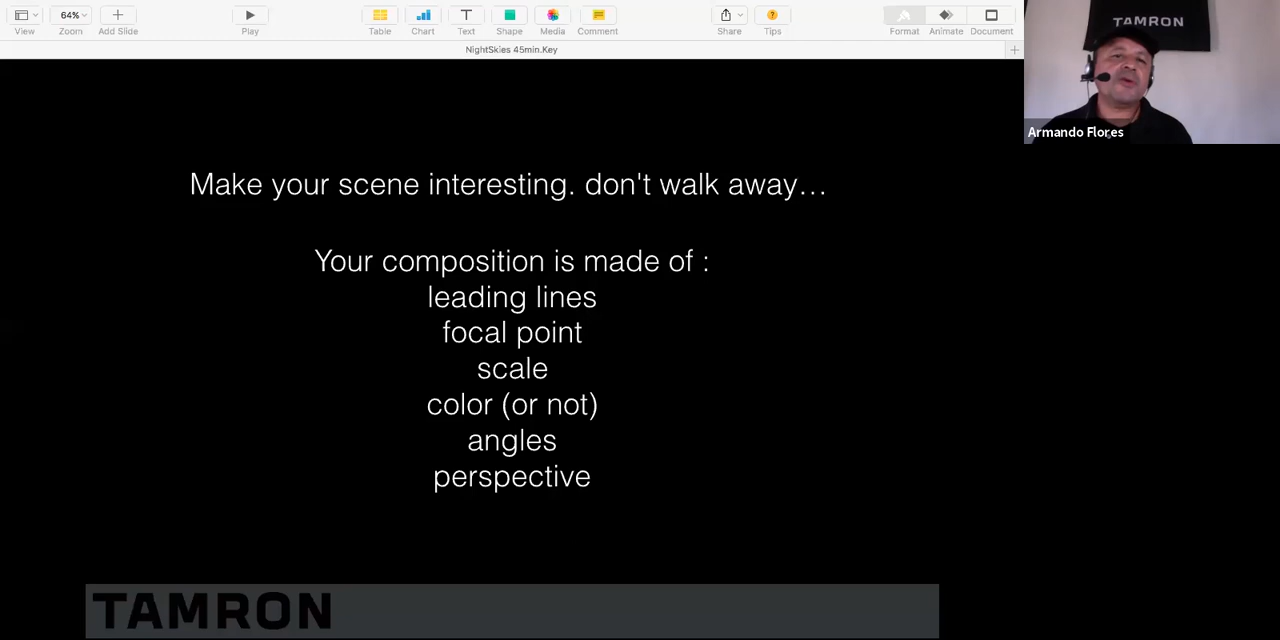 64%
View
Zoom
Add Slide
Play
Table
Chart
Text
Shape
Media
Comment
Share
Tips
Format
Animate
Document
NightSkies 45min.Key
TAMRON
Armando Flores
Make your scene interesting. don't walk away...
Your composition is made of :
leading lines
focal point
scale
color (or not)
angles
perspective
TAMRON